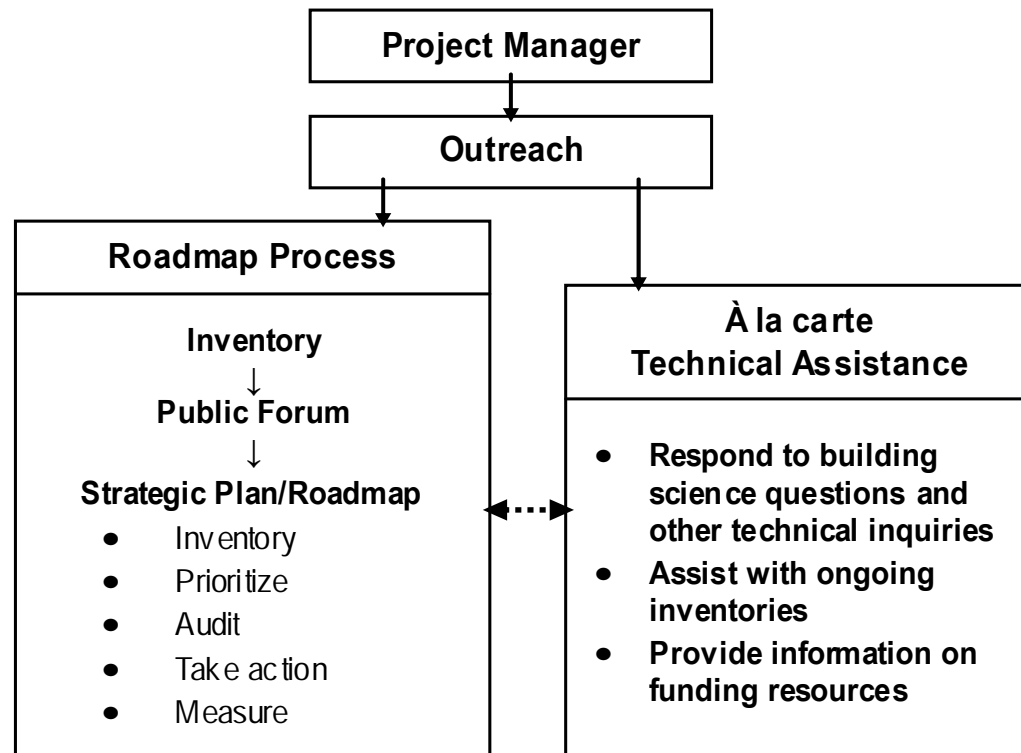 Project Manager
Outreach
Roadmap Process
Inventory
↓
Public Forum
↓
Strategic Plan/Roadmap
● Inventory
● Prioritize
● Audit
● Take action
● Measure
À la carte
Technical Assistance
● Respond to building
science questions and
other technical inquiries
● Assist with ongoing
inventories
● Provide information on
funding resources